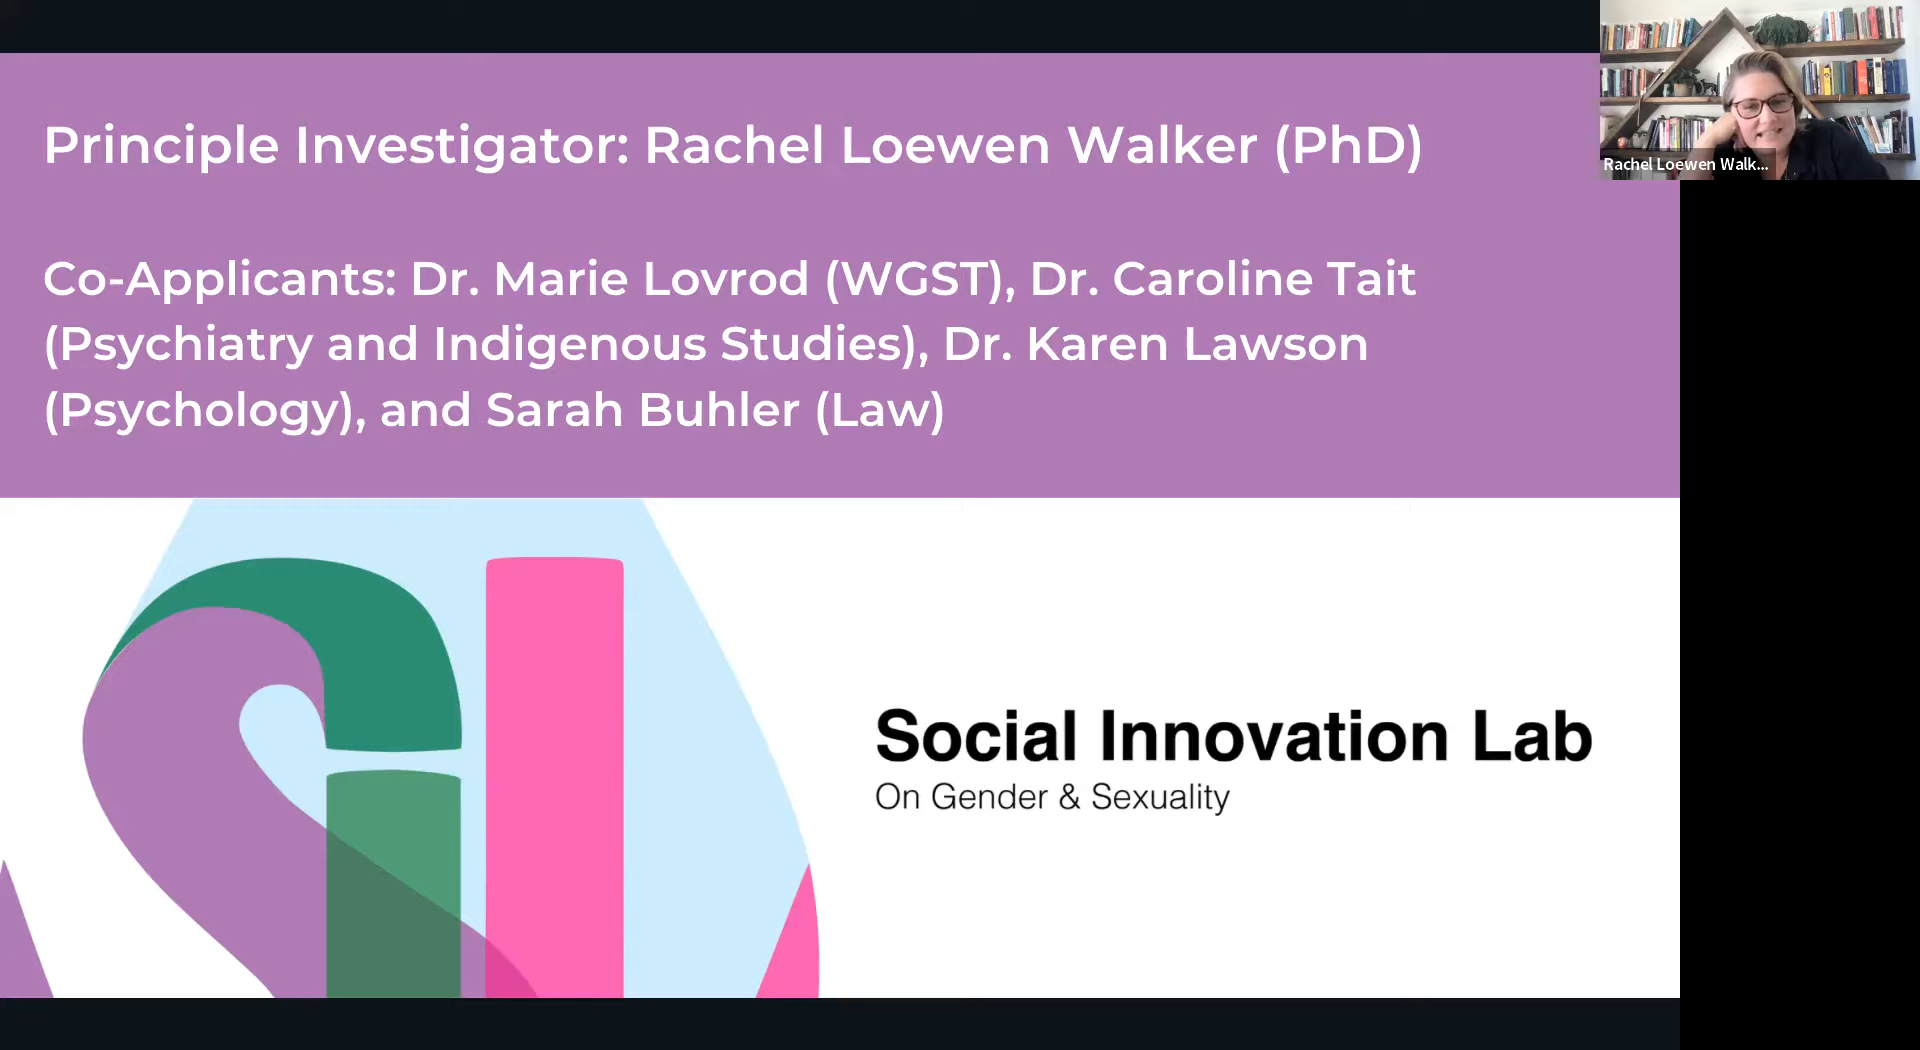 Principle Investigator: Rachel Loewen Walker (PhD)
Co-Applicants: Dr. Marie Lovrod (WGST), Dr. Caroline Tait
(Psychiatry and Indigenous Studies), Dr. Karen Lawson
(Psychology), and Sarah Buhler (Law)
Rachel Loewen Walk...
sil
Social Innovation Lab
On Gender & Sexuality